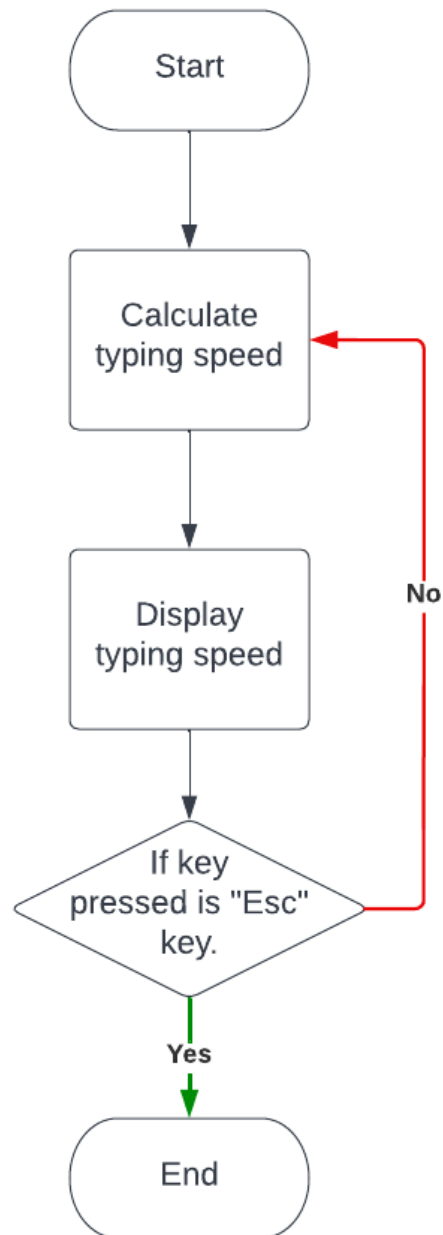 Start
Calculate
typing speed
No
Display
typing speed
If key
pressed is "Esc"
key.
Yes
End